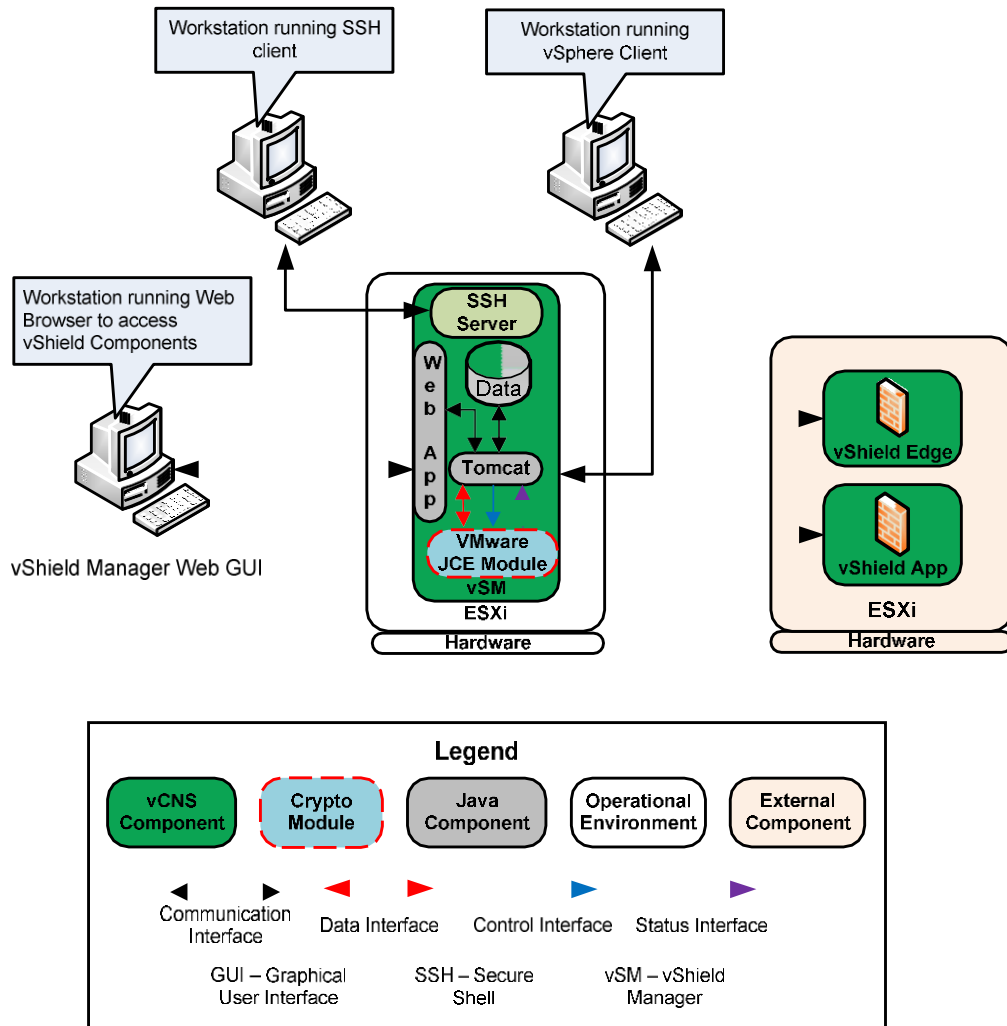 Workstation running SSH
client
Workstation running
vSphere Client
Workstation running Web
Browser to access
vShield Components
vShield Manager Web GUI
SSH
Server
Data
Web App
Tomcat
VMware
JCE Module
vSM
ESXi
Hardware
vShield Edge
vShield App
ESXi
Hardware
Legend
vCNS
Component
Crypto
Module
Java
Component
Operational
Environment
External
Component
Communication
Interface
Data Interface
Control Interface
Status Interface
GUI – Graphical
User Interface
SSH – Secure
Shell
vSM – vShield
Manager